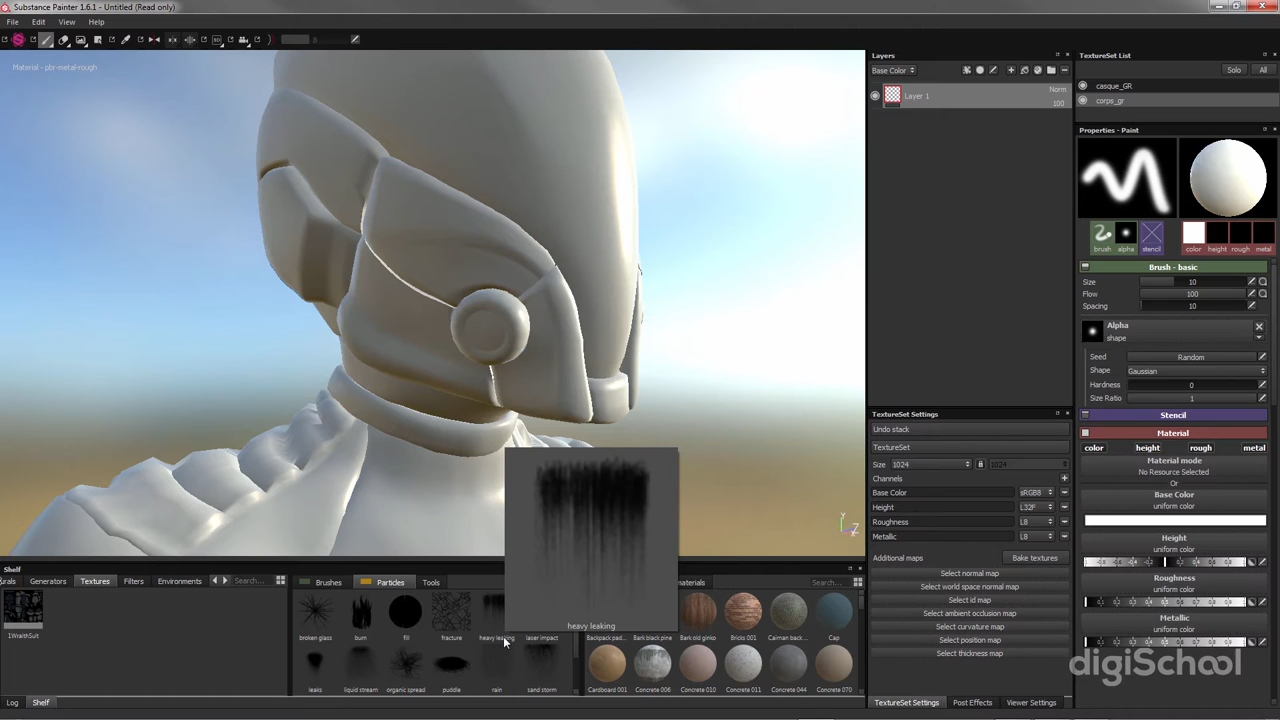 Substance Painter 1.6.1 - Untitled (Read only)
File Edit View Help
Material - pbr-metal-rough
Layers
Base Color
Layer 1
Norm
100
TextureSet List
Solo All
casque_GR
corps_gr
Properties - Paint
brush alpha stencil color height rough metal
Brush - basic
Size 10
Flow 100
Spacing 10
Alpha
shape
Seed Random
Shape Gaussian
Hardness 0
Size Ratio 1
Stencil
Material
color height rough metal
Material mode
No Resource Selected
Or
Base Color
uniform color
Height
uniform color
Roughness
uniform color
Metallic
uniform color
TextureSet Settings
Undo stack
TextureSet
Size 1024 1024
Channels
Base Color sRGB8
Height L32F
Roughness L8
Metallic L8
Additional maps Bake textures
Select normal map
Select world space normal map
Select id map
Select ambient occlusion map
Select curvature map
Select position map
Select thickness map
TextureSet Settings Post Effects Viewer Settings
Shelf
urals Generators Textures Filters Environments Search...
1WraithSuit
Brushes Particles Tools
broken glass burn fill fracture heavy leaking laser impact
leaks liquid stream organic spread puddle rain sand storm
heavy leaking
materials Search...
Backpack pad... Bark black pine Bark old ginko Bricks 001 Caiman back ... Cap
Cardboard 001 Concrete 006 Concrete 010 Concrete 011 Concrete 044 Concrete 070
Log Shelf
digiSchool